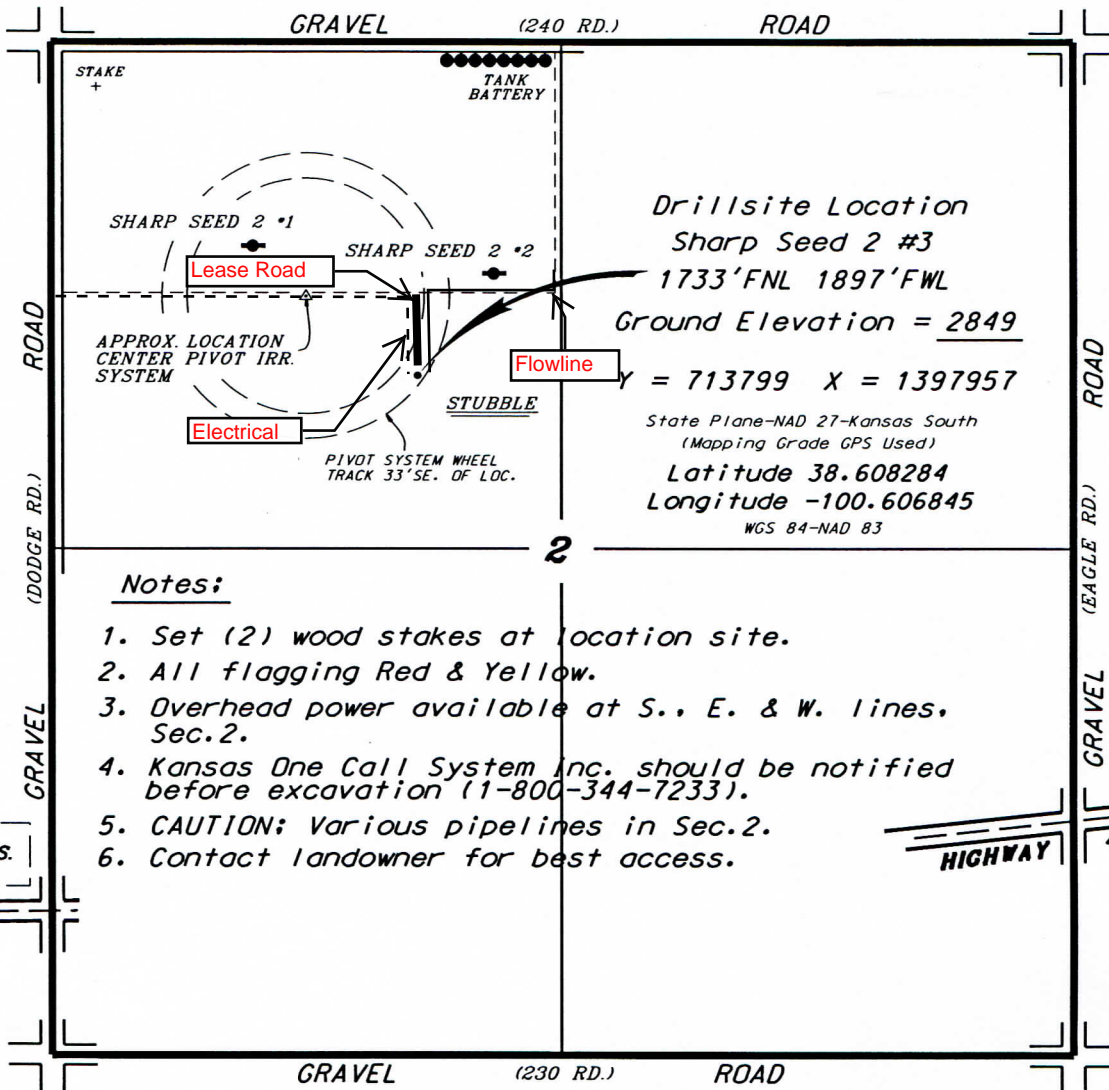 GRAVEL (240 RD.) ROAD
STAKE
+
TANK
BATTERY
SHARP SEED 2 #1
SHARP SEED 2 #2
Lease Road
APPROX. LOCATION
CENTER PIVOT IRR.
SYSTEM
Electrical
Flowline
STUBBLE
PIVOT SYSTEM WHEEL
TRACK 33'SE. OF LOC.
Drillsite Location
Sharp Seed 2 #3
1733'FNL 1897'FWL
Ground Elevation = 2849
Y = 713799 X = 1397957
State Plane-NAD 27-Kansas South
(Mapping Grade GPS Used)
Latitude 38.608284
Longitude -100.606845
WGS 84-NAD 83
2
GRAVEL (DODGE RD.) ROAD
GRAVEL (EAGLE RD.) ROAD
Notes:
1. Set (2) wood stakes at location site.
2. All flagging Red & Yellow.
3. Overhead power available at S., E. & W. lines,
Sec.2.
4. Kansas One Call System Inc. should be notified
before excavation (1-800-344-7233).
5. CAUTION: Various pipelines in Sec.2.
6. Contact landowner for best access.
S.
HIGHWAY
GRAVEL (230 RD.) ROAD